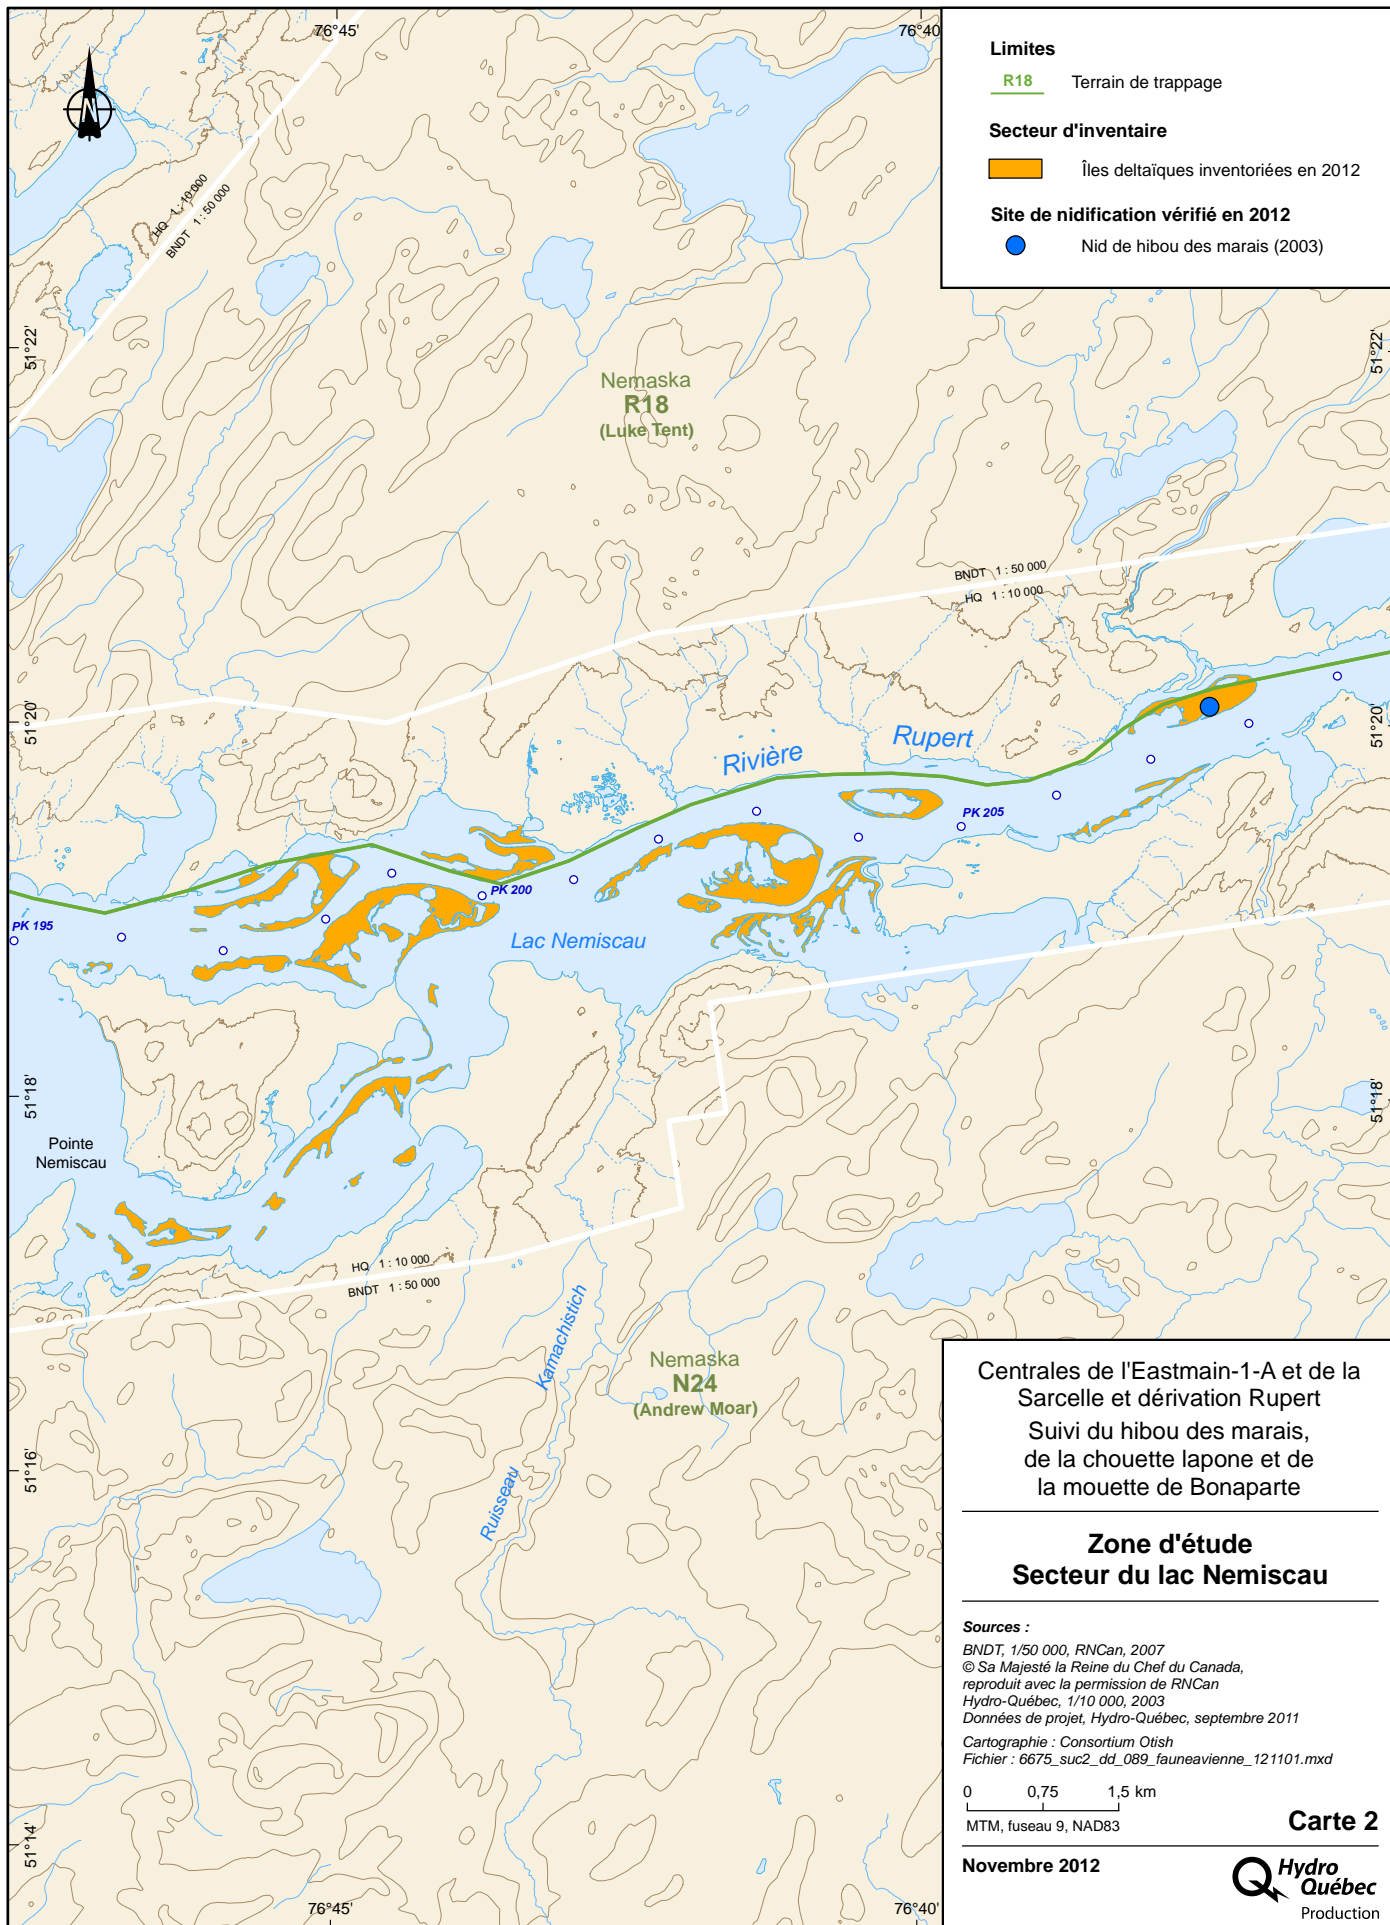 76°45'
76°40'
Limites
R18 Terrain de trappage
Secteur d'inventaire
Îles deltaïques inventoriées en 2012
Site de nidification vérifié en 2012
Nid de hibou des marais (2003)
N
HQ 1 : 10 000
BNDT 1 : 50 000
51°22'
51°22'
Nemaska
R18
(Luke Tent)
BNDT 1 : 50 000
HQ 1 : 10 000
51°20'
51°20'
Rivière Rupert
PK 205
PK 200
PK 195
Lac Nemiscau
51°18'
51°18'
Pointe
Nemiscau
HQ 1 : 10 000
BNDT 1 : 50 000
Ruisseau Kamachistich
Nemaska
N24
(Andrew Moar)
51°16'
51°14'
76°45'
76°40'
Centrales de l'Eastmain-1-A et de la
Sarcelle et dérivation Rupert
Suivi du hibou des marais,
de la chouette lapone et de
la mouette de Bonaparte
Zone d'étude
Secteur du lac Nemiscau
Sources :
BNDT, 1/50 000, RNCan, 2007
© Sa Majesté la Reine du Chef du Canada,
reproduit avec la permission de RNCan
Hydro-Québec, 1/10 000, 2003
Données de projet, Hydro-Québec, septembre 2011
Cartographie : Consortium Otish
Fichier : 6675_suc2_dd_089_fauneavienne_121101.mxd
0 0,75 1,5 km
MTM, fuseau 9, NAD83
Carte 2
Novembre 2012
Hydro
Québec
Production